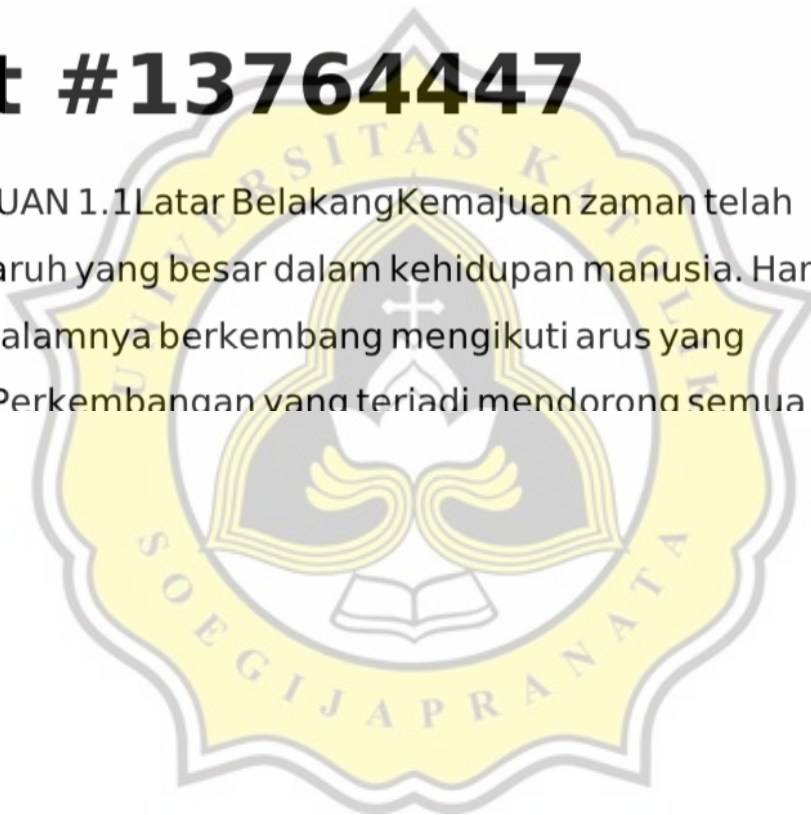 t #13764447
UAN 1.1Latar BelakangKemajuan zaman telah
aruh yang besar dalam kehidupan manusia. Har
alamnya berkembang mengikuti arus yang
Perkembangan yang terjadi mendorong semua
UNIVERSITAS KATOLIK
SOEGIJAPRANATA